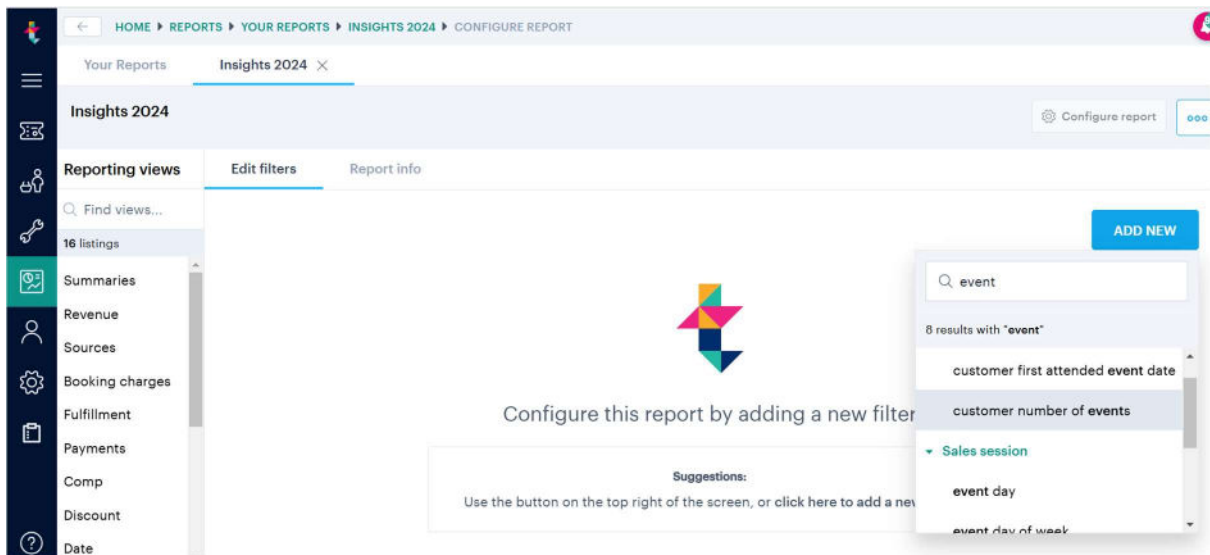 HOME ▸ REPORTS ▸ YOUR REPORTS ▸ INSIGHTS 2024 ▸ CONFIGURE REPORT
Your Reports
Insights 2024
Insights 2024
Configure report
Reporting views
Edit filters
Report info
Find views...
16 listings
Summaries
Revenue
Sources
Booking charges
Fulfillment
Payments
Comp
Discount
Date
ADD NEW
event
8 results with "event"
customer first attended event date
customer number of events
Sales session
event day
event day of week
Configure this report by adding a new filter
Suggestions:
Use the button on the top right of the screen, or click here to add a new